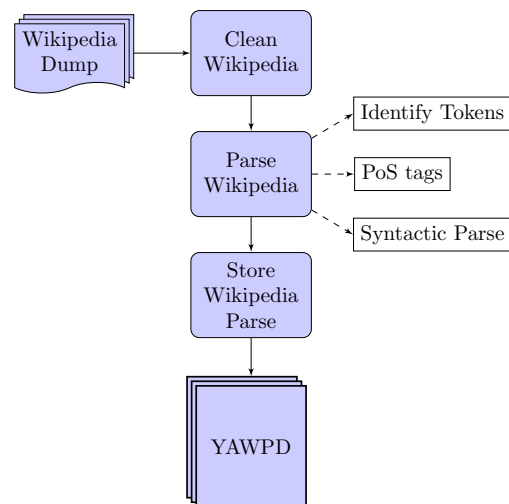 Wikipedia
Dump
Clean
Wikipedia
Identify Tokens
Parse
Wikipedia
PoS tags
Syntactic Parse
Store
Wikipedia
Parse
YAWPD